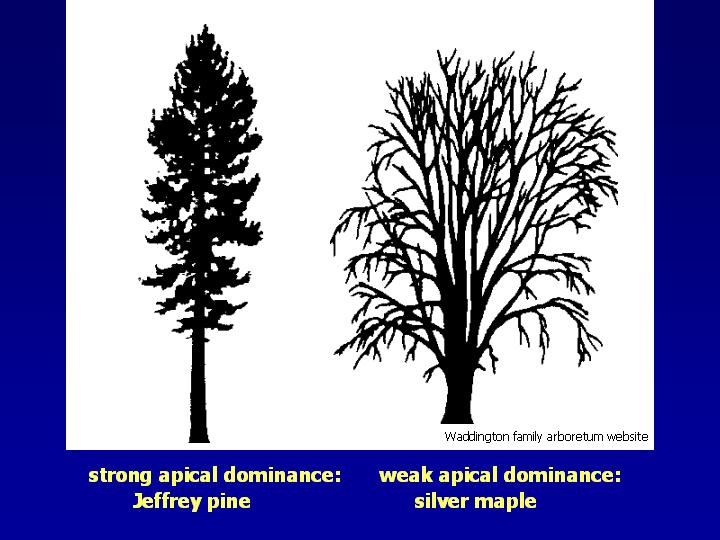 Waddington family arboretum website
strong apical dominance:
Jeffrey pine
weak apical dominance:
silver maple